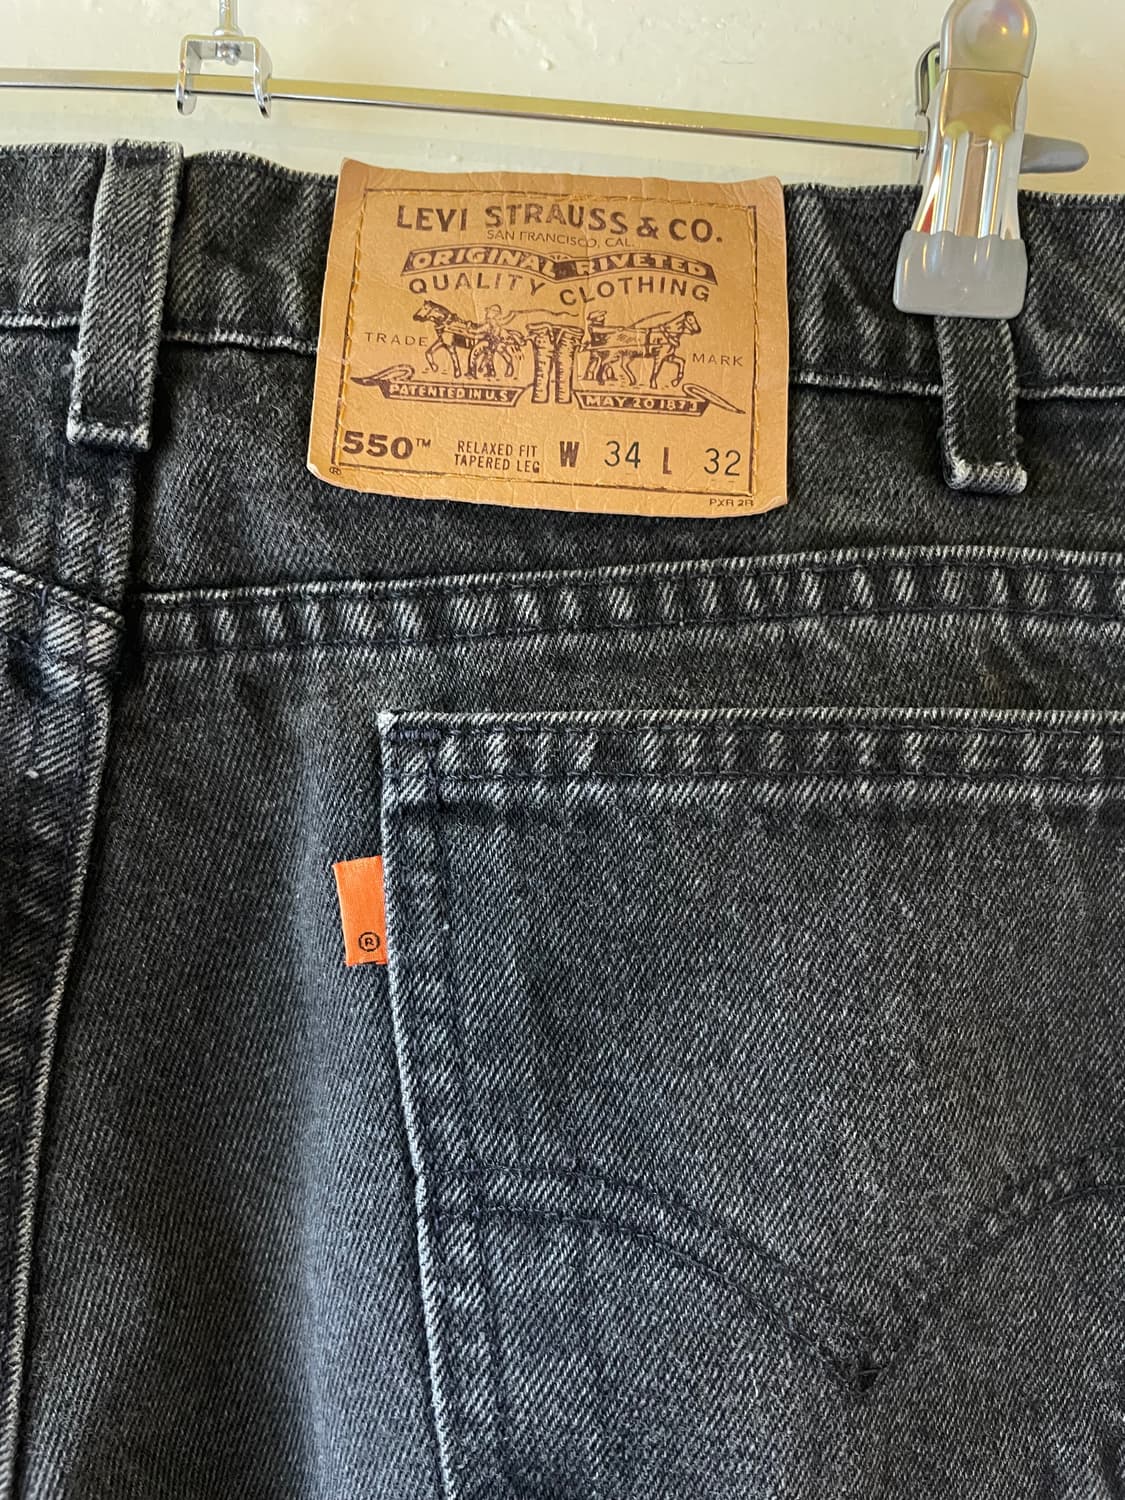 LEVI STRAUSS & CO.
SAN FRANCISCO, CAL.
ORIGINAL RIVETED
QUALITY CLOTHING
TRADE MARK
PATENTED IN U.S. MAY 20 1873
550™ RELAXED FIT TAPERED LEG W 34 L 32
®
PXR 2R
®